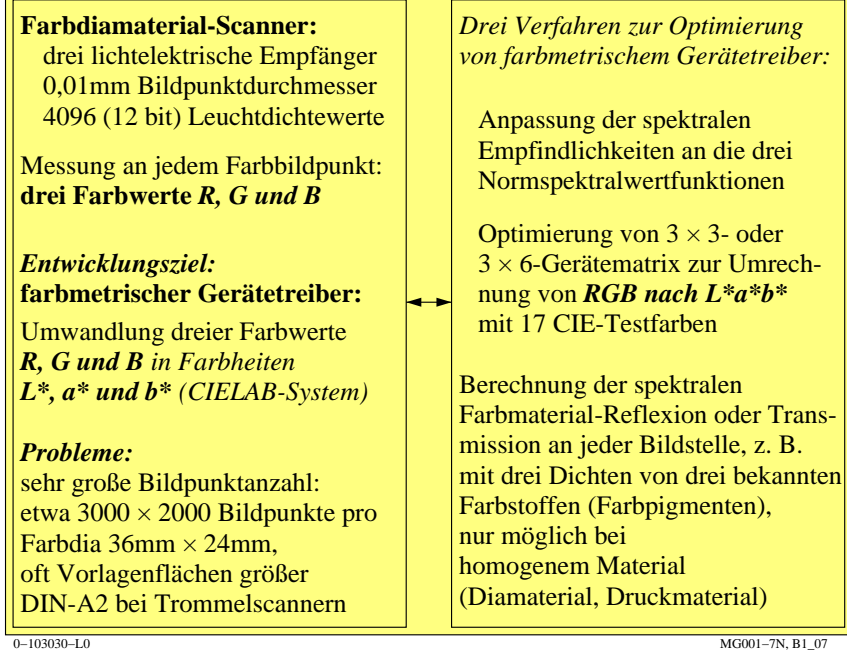 Farbdiamaterial-Scanner:
drei lichtelektrische Empfänger
0,01mm Bildpunktdurchmesser
4096 (12 bit) Leuchtdichtewerte
Messung an jedem Farbbildpunkt:
drei Farbwerte R, G und B
Entwicklungsziel:
farbmetrischer Gerätetreiber:
Umwandlung dreier Farbwerte
R, G und B in Farbheiten
L*, a* und b* (CIELAB-System)
Probleme:
sehr große Bildpunktanzahl:
etwa 3000 × 2000 Bildpunkte pro
Farbdia 36mm × 24mm,
oft Vorlagenflächen größer
DIN-A2 bei Trommelscannern
Drei Verfahren zur Optimierung
von farbmetrischem Gerätetreiber:
Anpassung der spektralen
Empfindlichkeiten an die drei
Normspektralwertfunktionen
Optimierung von 3 × 3- oder
3 × 6-Gerätematrix zur Umrech-
nung von RGB nach L*a*b*
mit 17 CIE-Testfarben
Berechnung der spektralen
Farbmaterial-Reflexion oder Trans-
mission an jeder Bildstelle, z. B.
mit drei Dichten von drei bekannten
Farbstoffen (Farbpigmenten),
nur möglich bei
homogenem Material
(Diamaterial, Druckmaterial)
0−103030−L0
MG001−7N, B1_07